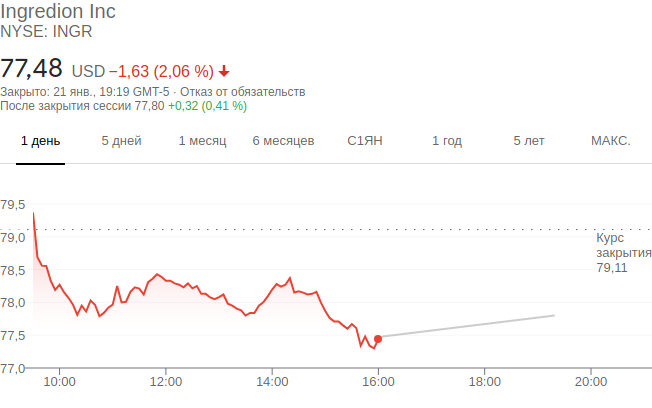 Ingredion Inc
NYSE: INGR
77,48 USD −1,63 (2,06 %)
Закрыто: 21 янв., 19:19 GMT-5 · Отказ от обязательств
После закрытия сессии 77,80 +0,32 (0,41 %)
1 день 5 дней 1 месяц 6 месяцев С1ЯН 1 год 5 лет МАКС.
79,5
79,0
Курс
закрытия
79,11
78,5
78,0
77,5
77,0
10:00 12:00 14:00 16:00 18:00 20:00